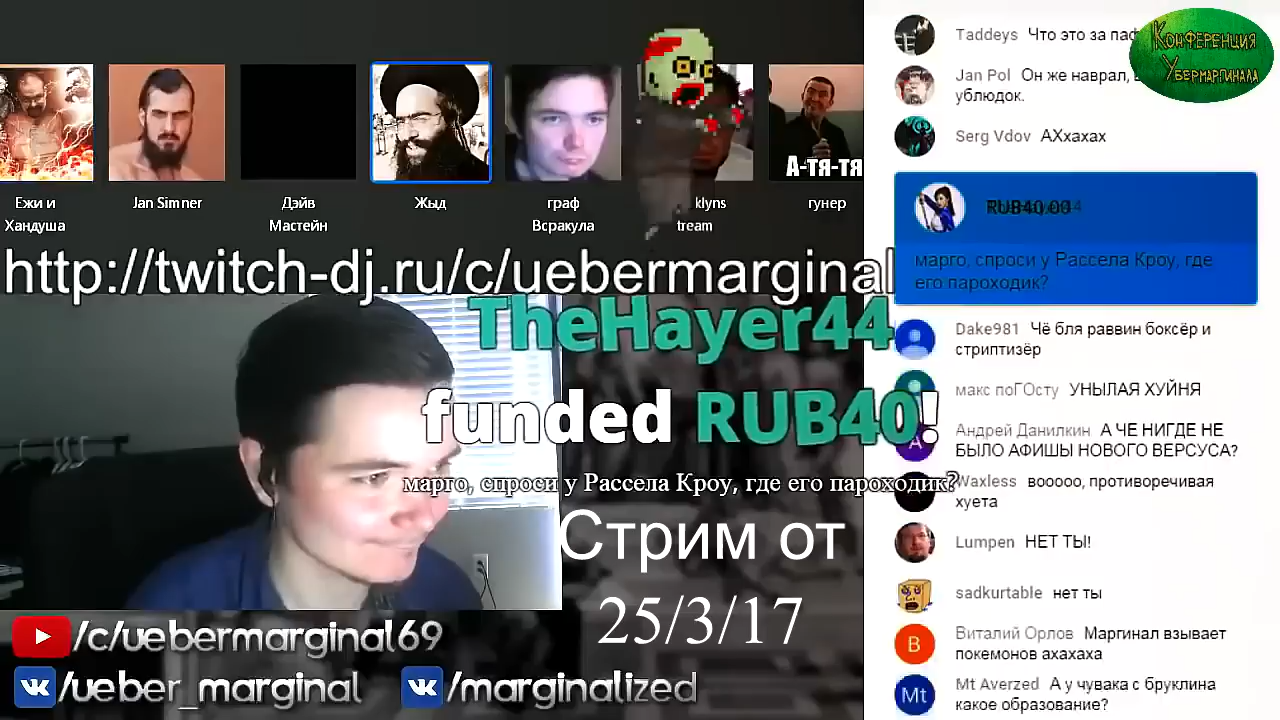 Ежи и
Хандуша
Jan Simner
Дэйв
Мастейн
Жыд
граф
Всракула
klyns
tream
А-тя-тя
гунер
http://twitch-dj.ru/c/uebermarginal
TheHayer44
funded RUB40!
марго, спроси у Рассела Кроу, где его пароходик?
Стрим от
25/3/17
/c/uebermarginal69
/ueber_marginal
/marginalized
Конференция
Убермаргинала
Taddeys Что это за
Jan Pol Он же наврал,
ублюдок.
Serg Vdov АХхахах
RUB40.00
марго, спроси у Рассела Кроу, где
его пароходик?
Dake981 Чё бля раввин боксёр и
стриптизёр
макс поГОсту УНЫЛАЯ ХУЙНЯ
Андрей Данилкин А ЧЕ НИГДЕ НЕ
БЫЛО АФИШЫ НОВОГО ВЕРСУСА?
Waxless вооооо, противоречивая
хуета
Lumpen НЕТ ТЫ!
sadkurtable нет ты
В Виталий Орлов Маргинал взывает
покемонов ахахаха
Mt Mt Averzed А у чувака с бруклина
какое образование?